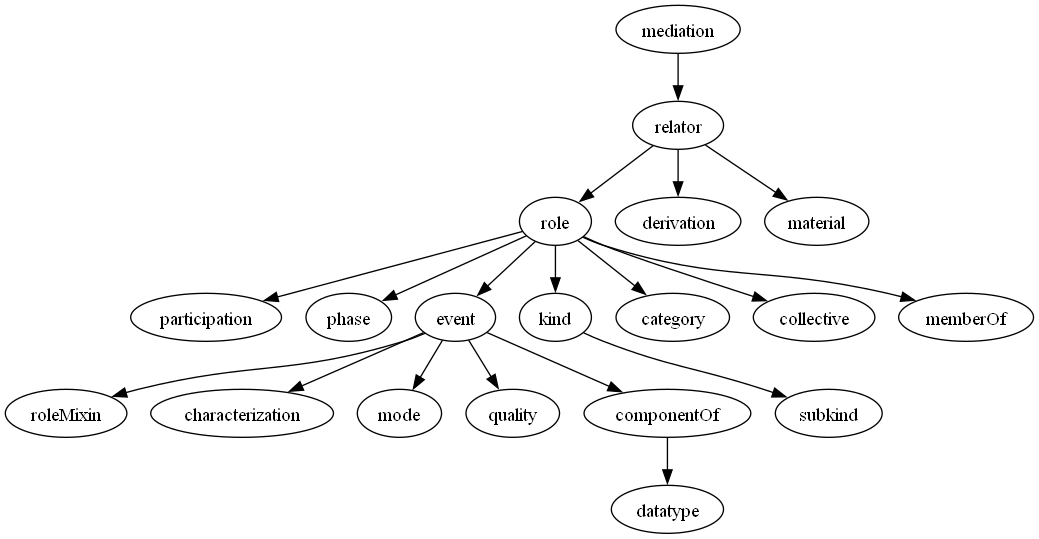 mediation
relator
role
derivation
material
participation
phase
event
kind
category
collective
memberOf
roleMixin
characterization
mode
quality
componentOf
subkind
datatype